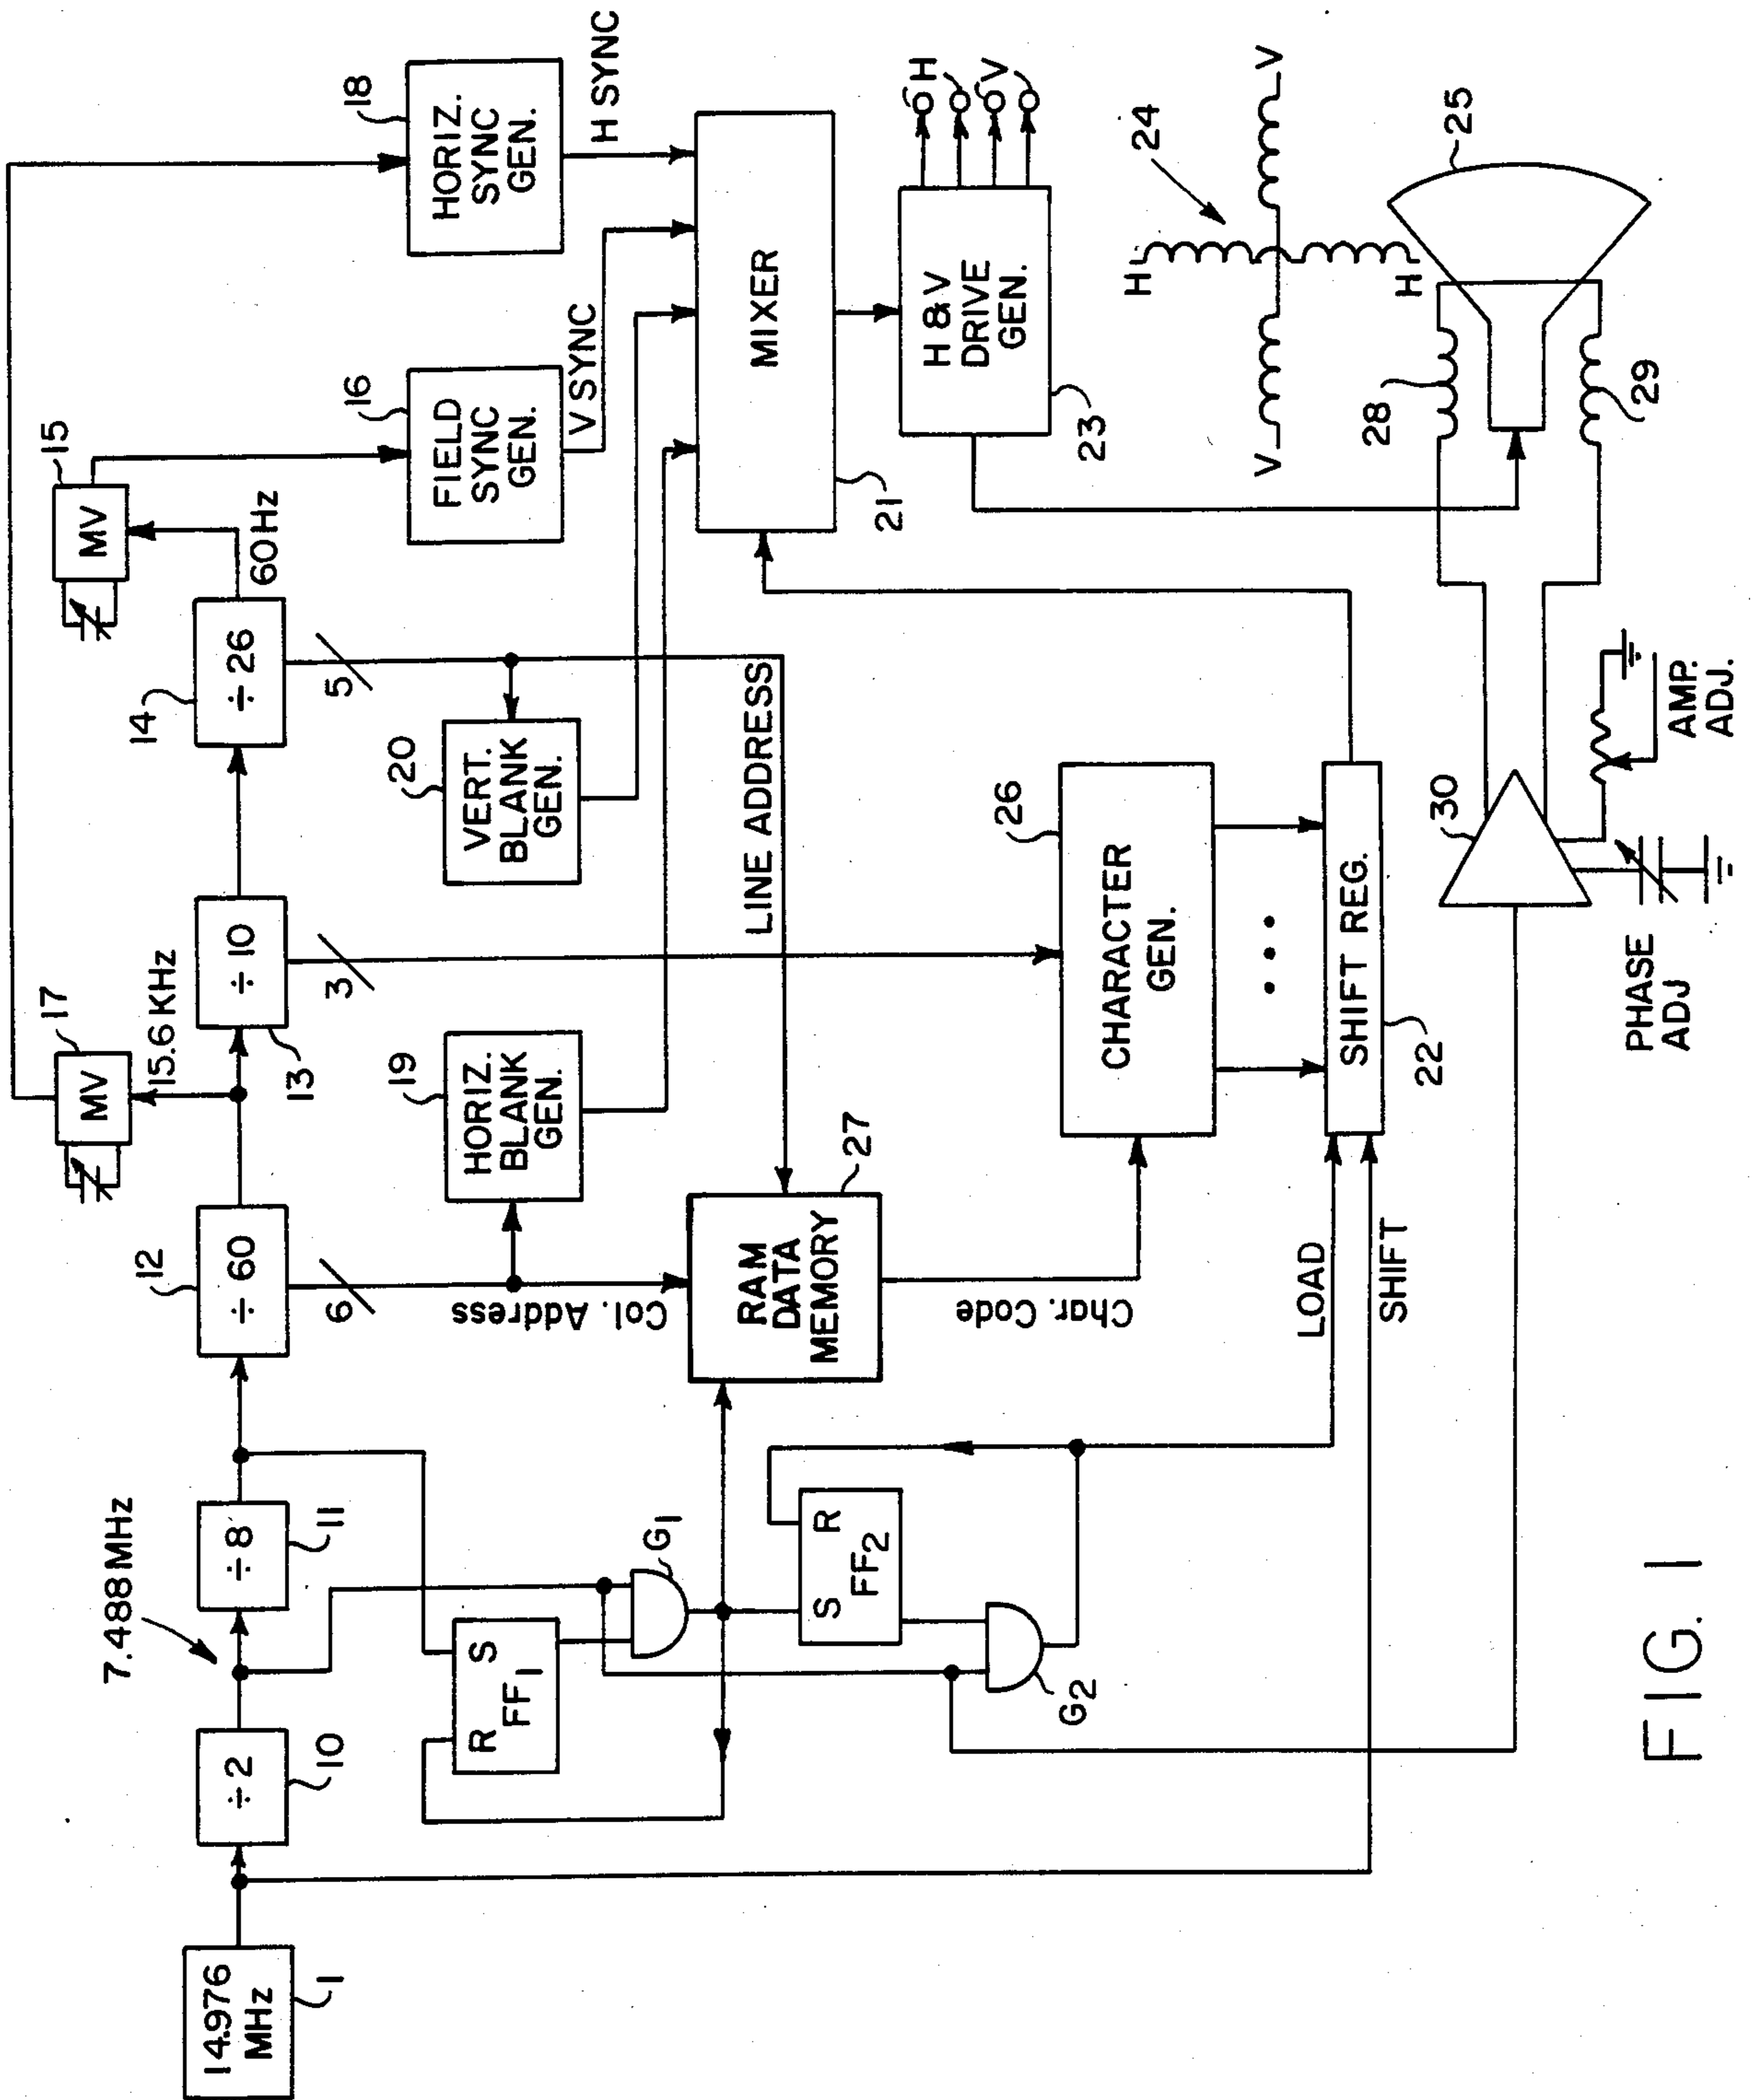 14.976
MHz
1
÷2
10
7.488MHz
÷8
11
÷60
12
MV
17
15.6 KHz
÷10
13
÷26
14
60Hz
MV
15
FIELD
SYNC
GEN.
16
V SYNC
HORIZ.
SYNC
GEN.
18
H SYNC
R
S
FF1
G1
6
Col. Address
HORIZ.
BLANK
GEN.
19
3
5
VERT.
BLANK
GEN.
20
LINE ADDRESS
MIXER
21
S
R
FF2
G2
RAM
DATA
MEMORY
27
Char. Code
CHARACTER
GEN.
26
H & V
DRIVE
GEN.
23
H
V
LOAD
SHIFT
SHIFT REG.
22
24
H
H
V
V
25
28
29
30
PHASE
ADJ
AMP.
ADJ.
FIG. 1